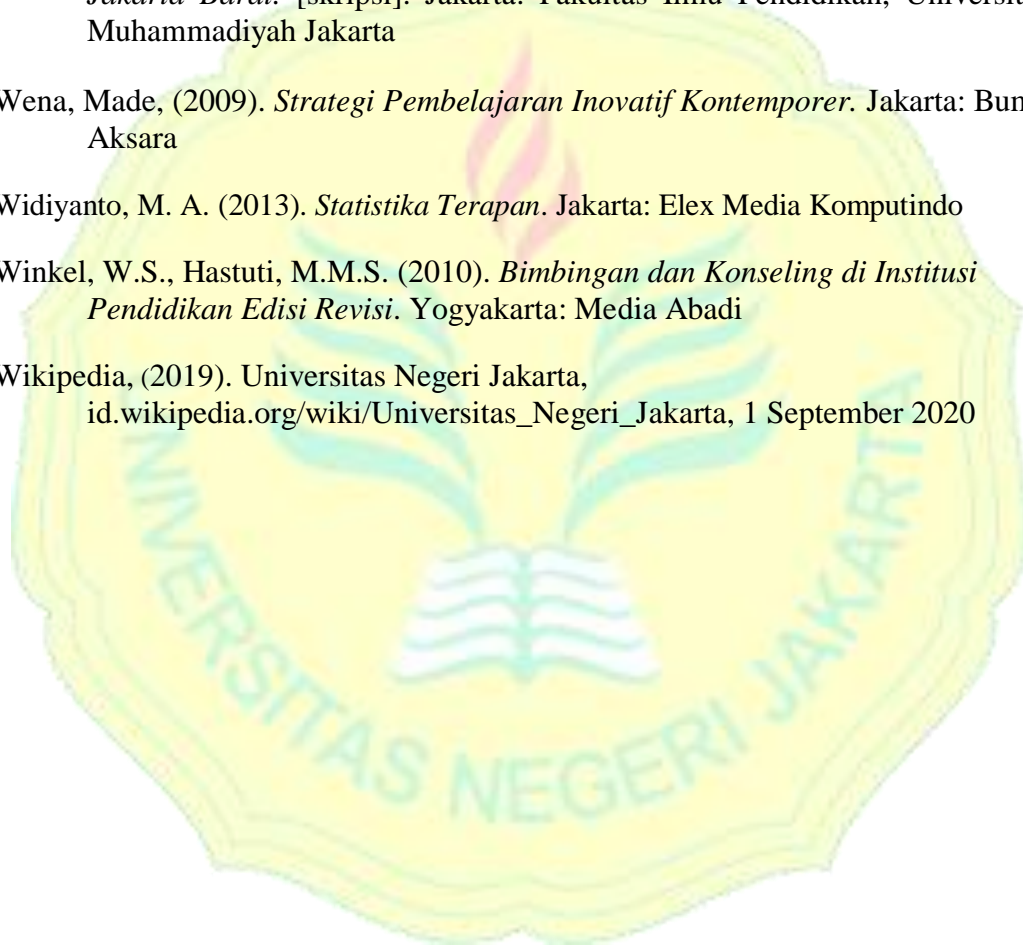 Jakarta Barat. [skripsi]. Jakarta: Fakultas Ilmu Pendidikan,
Muhammadiyah Jakarta
Wena, Made, (2009). Strategi Pembelajaran Inovatif Kontemporer. Jakarta:
Aksara
Widiyanto, M. A. (2013). Statistika Terapan. Jakarta: Elex Media Komputindo
Winkel, W.S., Hastuti, M.M.S. (2010). Bimbingan dan Konseling di Institusi
Pendidikan Edisi Revisi. Yogyakarta: Media Abadi
Wikipedia, (2019). Universitas Negeri Jakarta,
id.wikipedia.org/wiki/Universitas_Negeri_Jakarta, 1 September 2020
UNIVERSITAS NEGERI JAKARTA